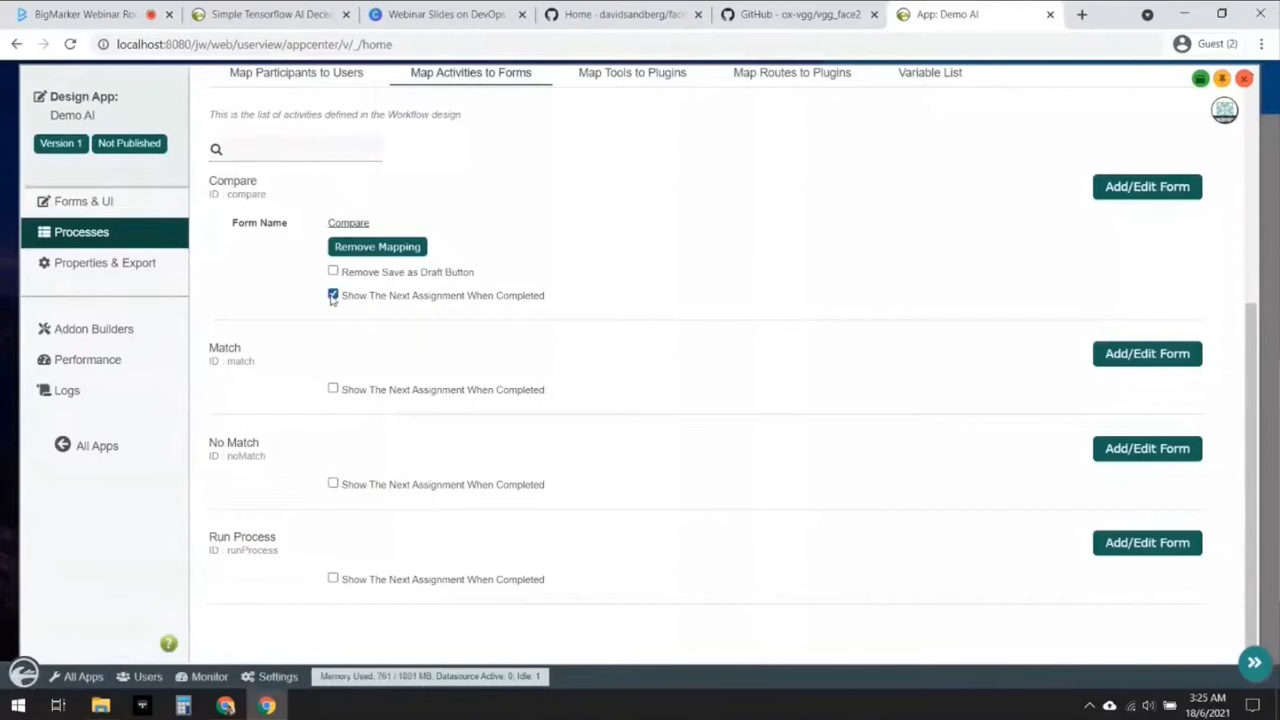 BigMarker Webinar Roo
Simple Tensorflow AI Decis
Webinar Slides on DevOps
Home · davidsandberg/face
GitHub - ox-vgg/vgg_face2
App: Demo AI
localhost:8080/jw/web/userview/appcenter/v/_/home
Guest (2)
Design App:
Demo AI
Version 1
Not Published
Forms & UI
Processes
Properties & Export
Addon Builders
Performance
Logs
All Apps
Map Participants to Users
Map Activities to Forms
Map Tools to Plugins
Map Routes to Plugins
Variable List
This is the list of activities defined in the Workflow design
Compare
ID : compare
Add/Edit Form
Form Name
Compare
Remove Mapping
Remove Save as Draft Button
Show The Next Assignment When Completed
Match
ID : match
Add/Edit Form
Show The Next Assignment When Completed
No Match
ID : noMatch
Add/Edit Form
Show The Next Assignment When Completed
Run Process
ID : runProcess
Add/Edit Form
Show The Next Assignment When Completed
?
All Apps
Users
Monitor
Settings
Memory Used, 761 / 1081 MB, Datasource Active: 0, Idle: 1
3:25 AM
18/6/2021